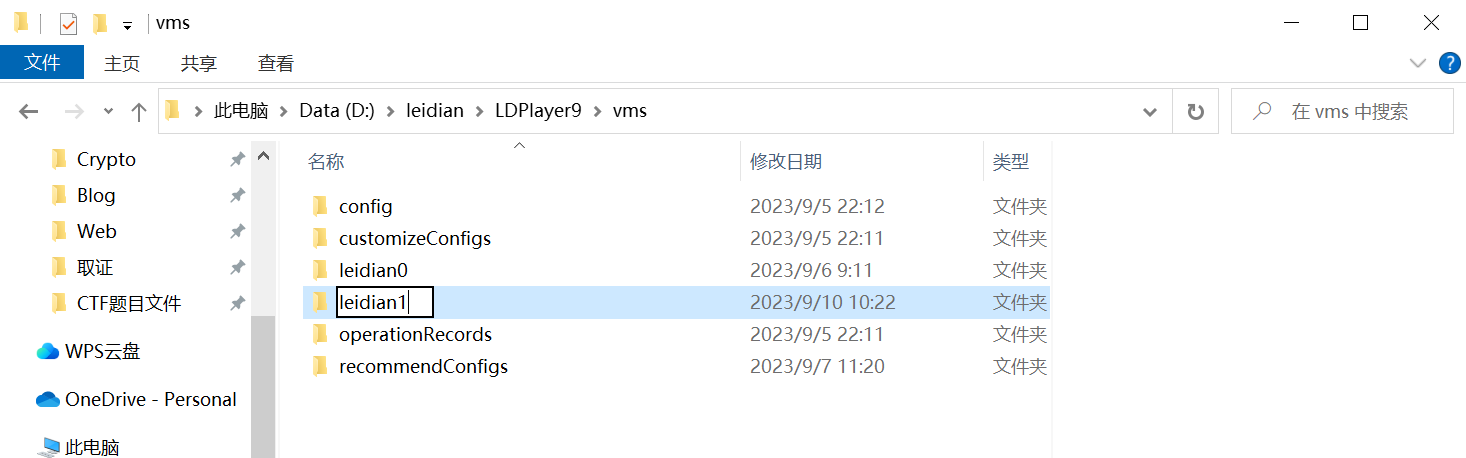 vms
文件 主页 共享 查看 ?
此电脑 > Data (D:) > leidian > LDPlayer9 > vms 在 vms 中搜索
Crypto
Blog
Web
取证
CTF题目文件
WPS云盘
OneDrive - Personal
此电脑
名称 修改日期 类型
config 2023/9/5 22:12 文件夹
customizeConfigs 2023/9/5 22:11 文件夹
leidian0 2023/9/6 9:11 文件夹
leidian1 2023/9/10 10:22 文件夹
operationRecords 2023/9/5 22:11 文件夹
recommendConfigs 2023/9/7 11:20 文件夹